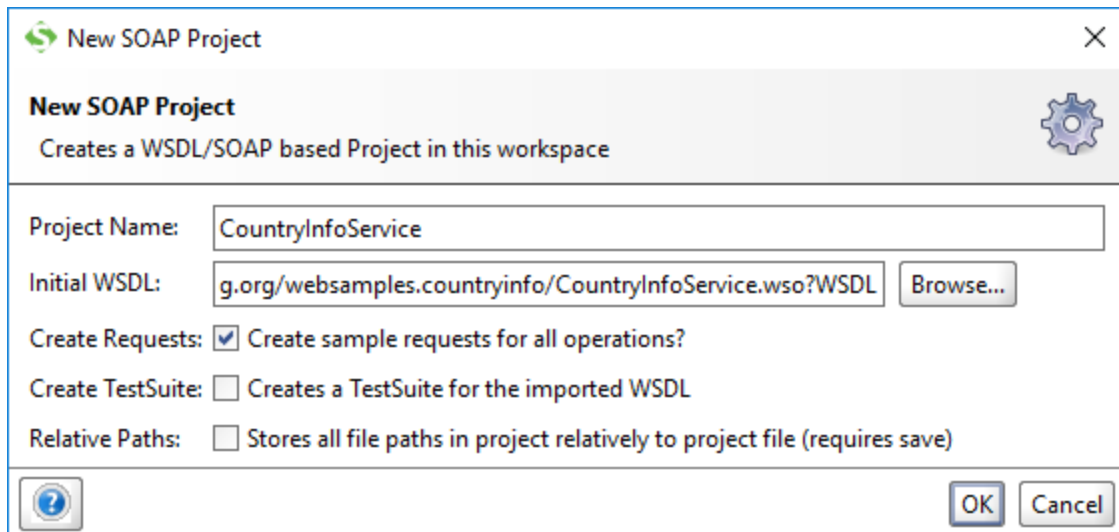 New SOAP Project
New SOAP Project
Creates a WSDL/SOAP based Project in this workspace
Project Name: CountryInfoService
Initial WSDL: g.org/websamples.countryinfo/CountryInfoService.wso?WSDL Browse...
Create Requests: Create sample requests for all operations?
Create TestSuite: Creates a TestSuite for the imported WSDL
Relative Paths: Stores all file paths in project relatively to project file (requires save)
? OK Cancel